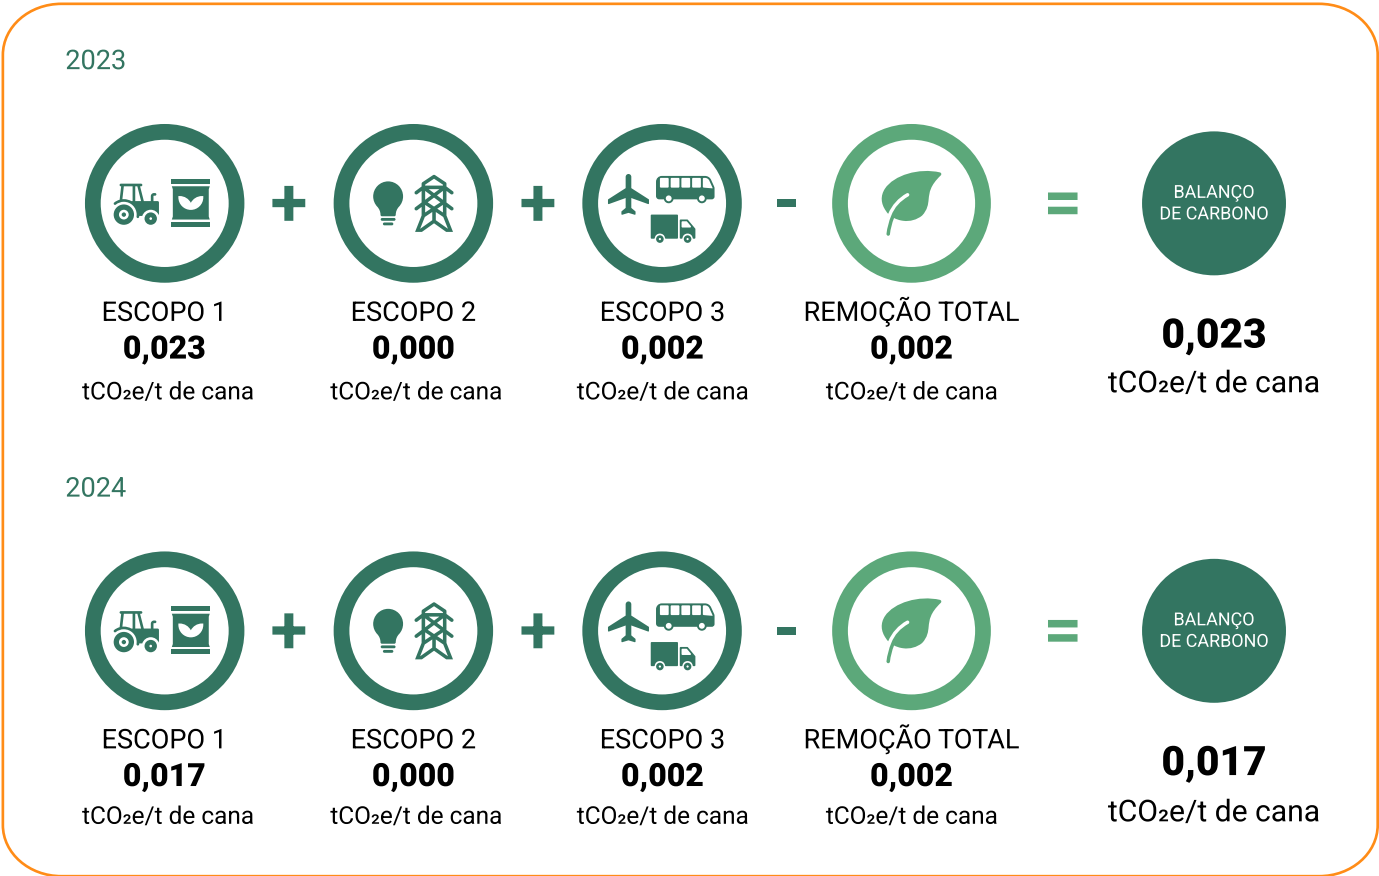 2023
BALANÇO
DE CARBONO
ESCOPO 1
0,023
tCO₂e/t de cana
ESCOPO 2
0,000
tCO₂e/t de cana
ESCOPO 3
0,002
tCO₂e/t de cana
REMOÇÃO TOTAL
0,002
tCO₂e/t de cana
0,023
tCO₂e/t de cana
2024
BALANÇO
DE CARBONO
ESCOPO 1
0,017
tCO₂e/t de cana
ESCOPO 2
0,000
tCO₂e/t de cana
ESCOPO 3
0,002
tCO₂e/t de cana
REMOÇÃO TOTAL
0,002
tCO₂e/t de cana
0,017
tCO₂e/t de cana